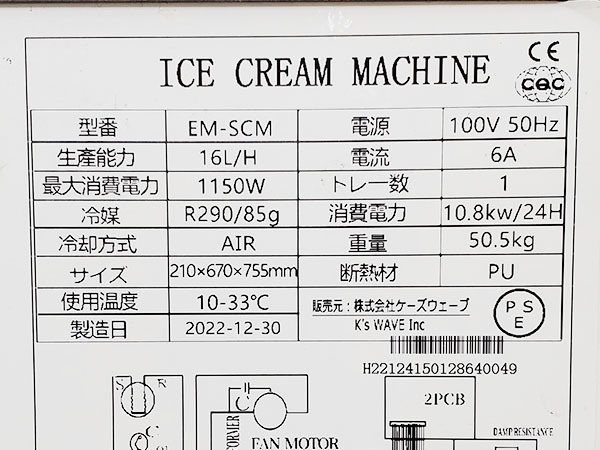 ICE CREAM MACHINE
CE
CQC
型番 EM-SCM 電源 100V 50Hz
生產能力 16L/H 電流 6A
最大消費電力 1150W トレー数 1
冷媒 R290/85g 消費電力 10.8kw/24H
冷却方式 AIR 重量 50.5kg
サイズ 210×670×755mm 断熱材 PU
使用温度 10-33℃ 販売元：株式会社ケーズウェーブ
K's WAVE Inc
PSE
製造日 2022-12-30
H22124150128640049
S R
C
C
FAN MOTOR
2PCB
DAMP.RESISTANCE